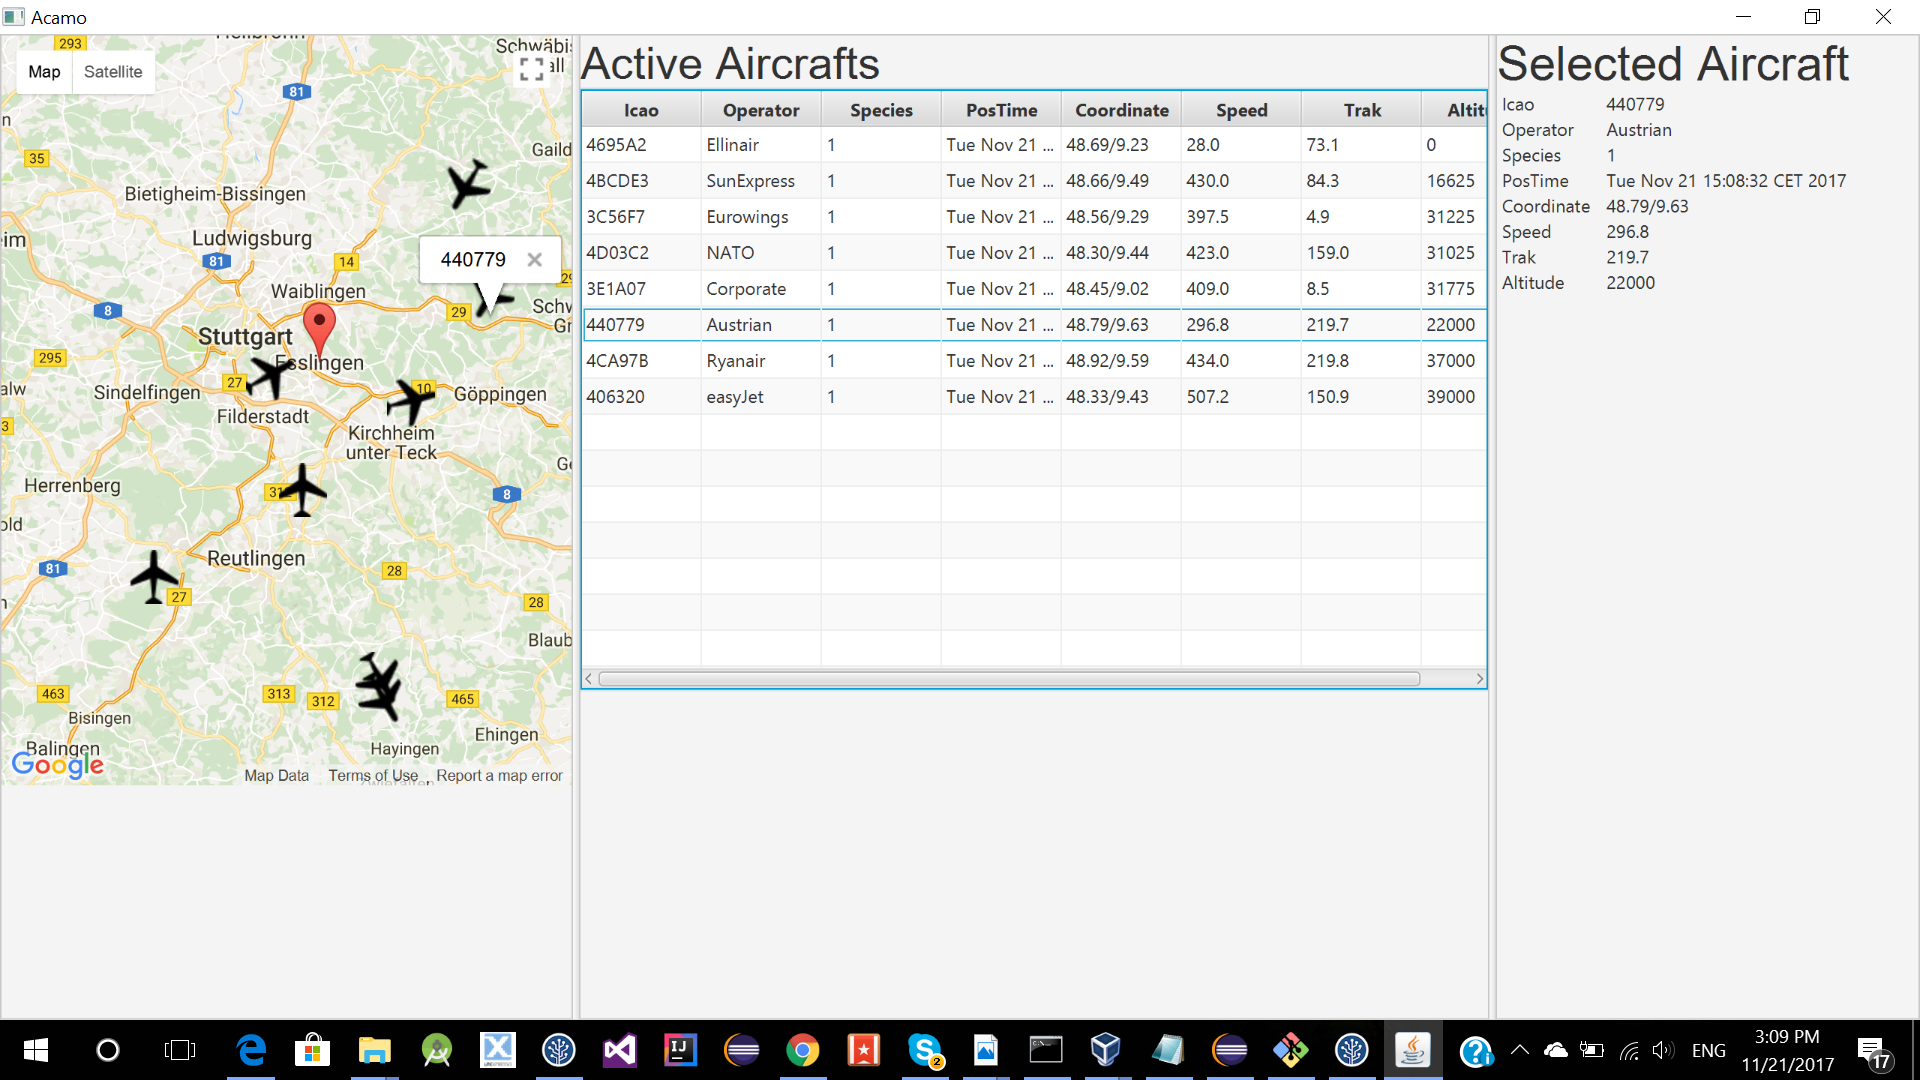 Acamo
Map
Satellite
293
Schwäbis
all
81
n
35
Gaild
Bietigheim-Bissingen
im
Ludwigsburg
81
14
440779
Waiblingen
8
29
Schw
Stuttgart
Esslingen
295
alw
Sindelfingen
27
10
Göppingen
Filderstadt
3
Kirchheim
unter Teck
Herrenberg
312
8
old
Reutlingen
81
28
27
28
Blaub
463
313
312
465
Bisingen
Ehingen
Balingen
Hayingen
Google
Map Data
Terms of Use
Report a map error
Active Aircrafts
Icao Operator Species PosTime Coordinate Speed Trak Altit
4695A2 Ellinair 1 Tue Nov 21 ... 48.69/9.23 28.0 73.1 0
4BCDE3 SunExpress 1 Tue Nov 21 ... 48.66/9.49 430.0 84.3 16625
3C56F7 Eurowings 1 Tue Nov 21 ... 48.56/9.29 397.5 4.9 31225
4D03C2 NATO 1 Tue Nov 21 ... 48.30/9.44 423.0 159.0 31025
3E1A07 Corporate 1 Tue Nov 21 ... 48.45/9.02 409.0 8.5 31775
440779 Austrian 1 Tue Nov 21 ... 48.79/9.63 296.8 219.7 22000
4CA97B Ryanair 1 Tue Nov 21 ... 48.92/9.59 434.0 219.8 37000
406320 easyJet 1 Tue Nov 21 ... 48.33/9.43 507.2 150.9 39000
Selected Aircraft
Icao 440779
Operator Austrian
Species 1
PosTime Tue Nov 21 15:08:32 CET 2017
Coordinate 48.79/9.63
Speed 296.8
Trak 219.7
Altitude 22000
IJ
2
ENG
3:09 PM
11/21/2017
17